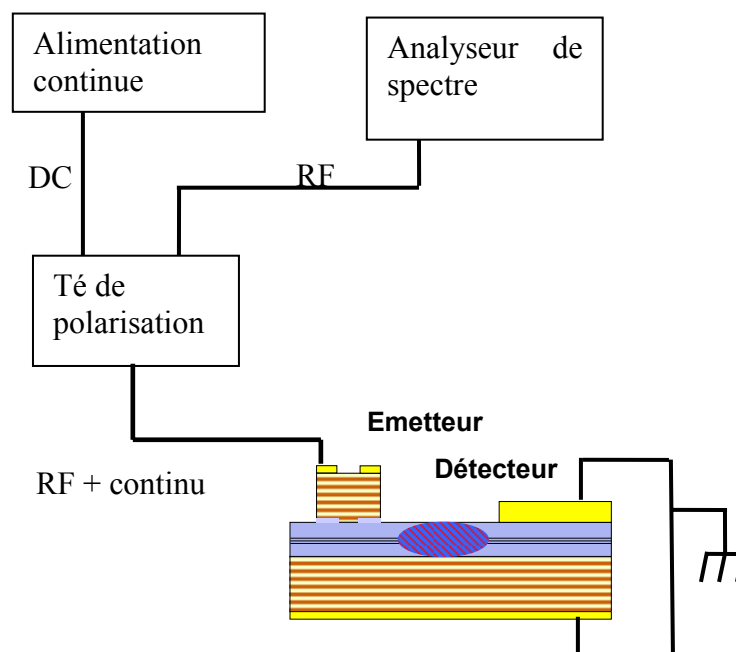 Alimentation
continue
Analyseur de
spectre
DC
RF
Té de
polarisation
Emetteur
Détecteur
RF + continu